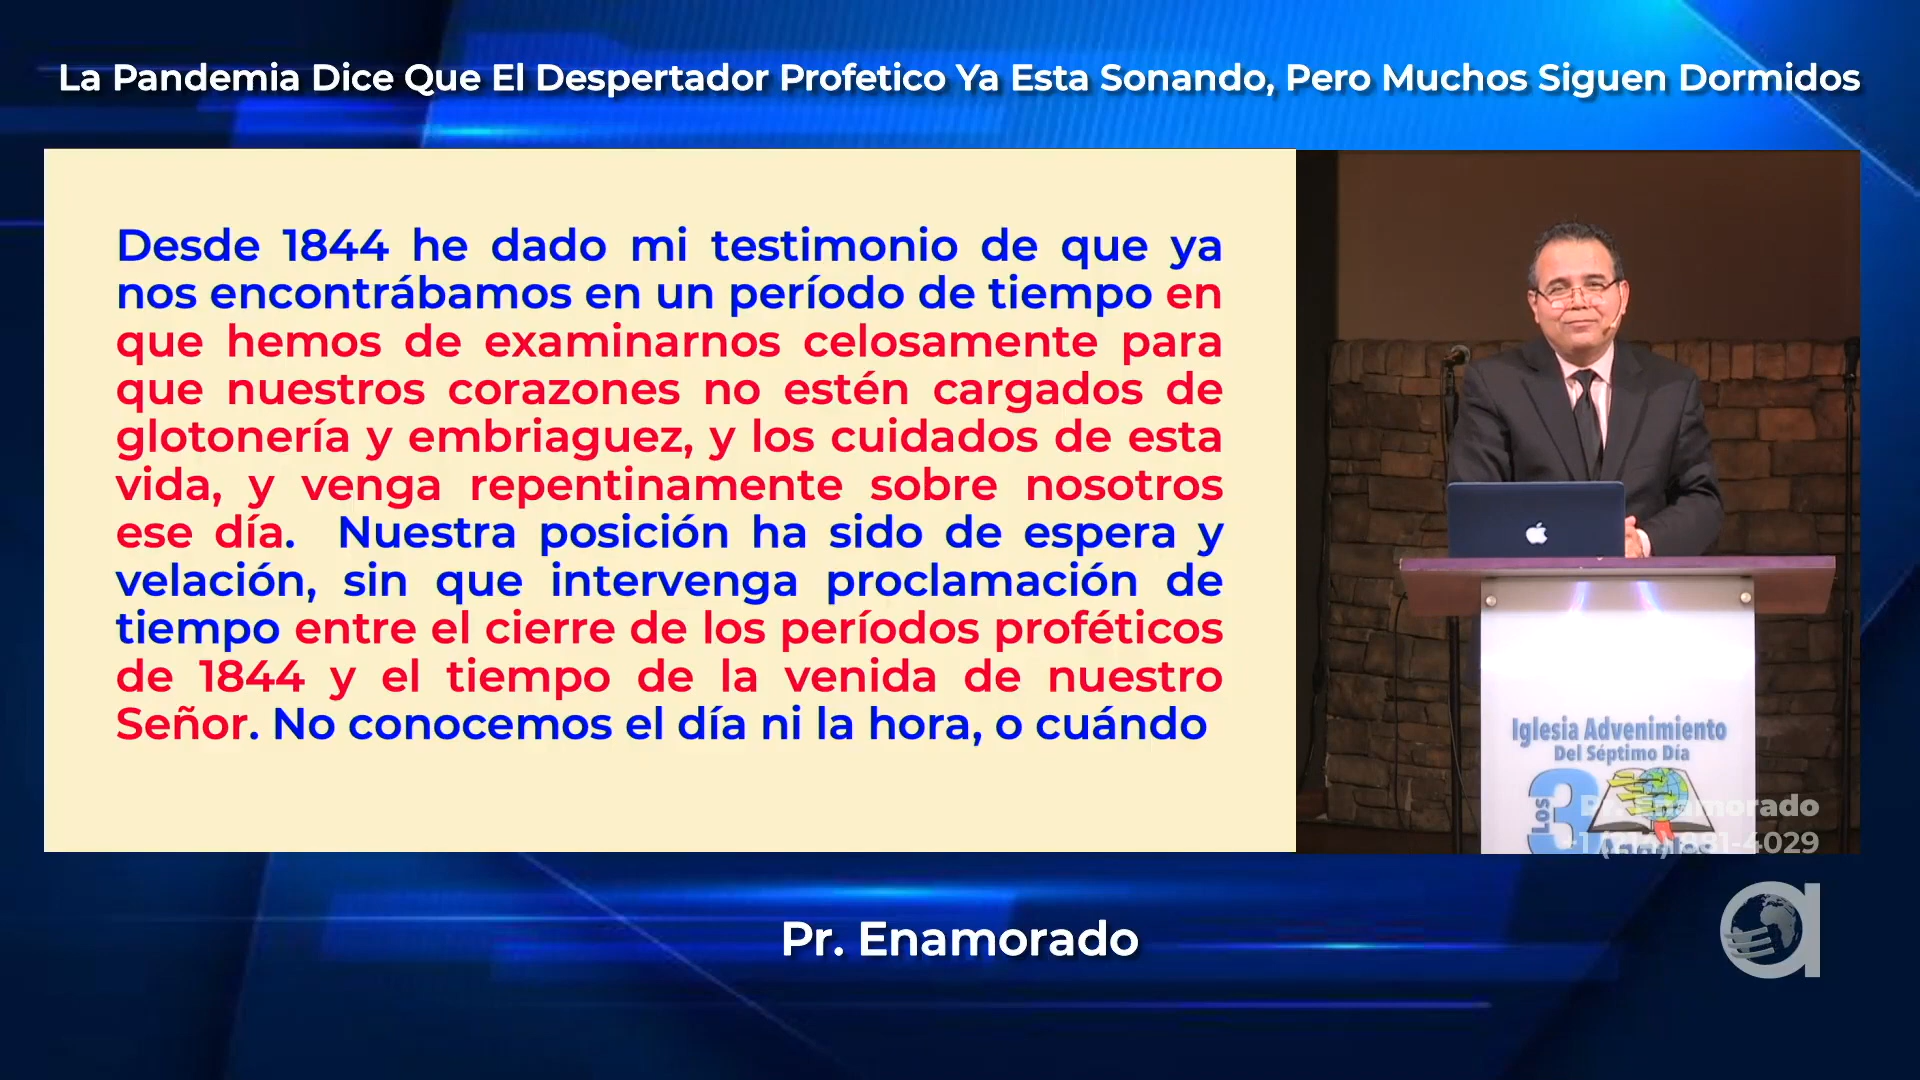 La Pandemia Dice Que El Despertador Profetico Ya Esta Sonando, Pero Muchos Siguen Dormidos
Desde 1844 he dado mi testimonio de que ya
nos encontrábamos en un período de tiempo en
que hemos de examinarnos celosamente para
que nuestros corazones no estén cargados de
glotonería y embriaguez, y los cuidados de esta
vida, y venga repentinamente sobre nosotros
ese día. Nuestra posición ha sido de espera y
velación, sin que intervenga proclamación de
tiempo entre el cierre de los períodos proféticos
de 1844 y el tiempo de la venida de nuestro
Señor. No conocemos el día ni la hora, o cuándo
Iglesia Advenimiento
Del Séptimo Día
Los 3
Pr. Enamorado
Pr. Enamorado